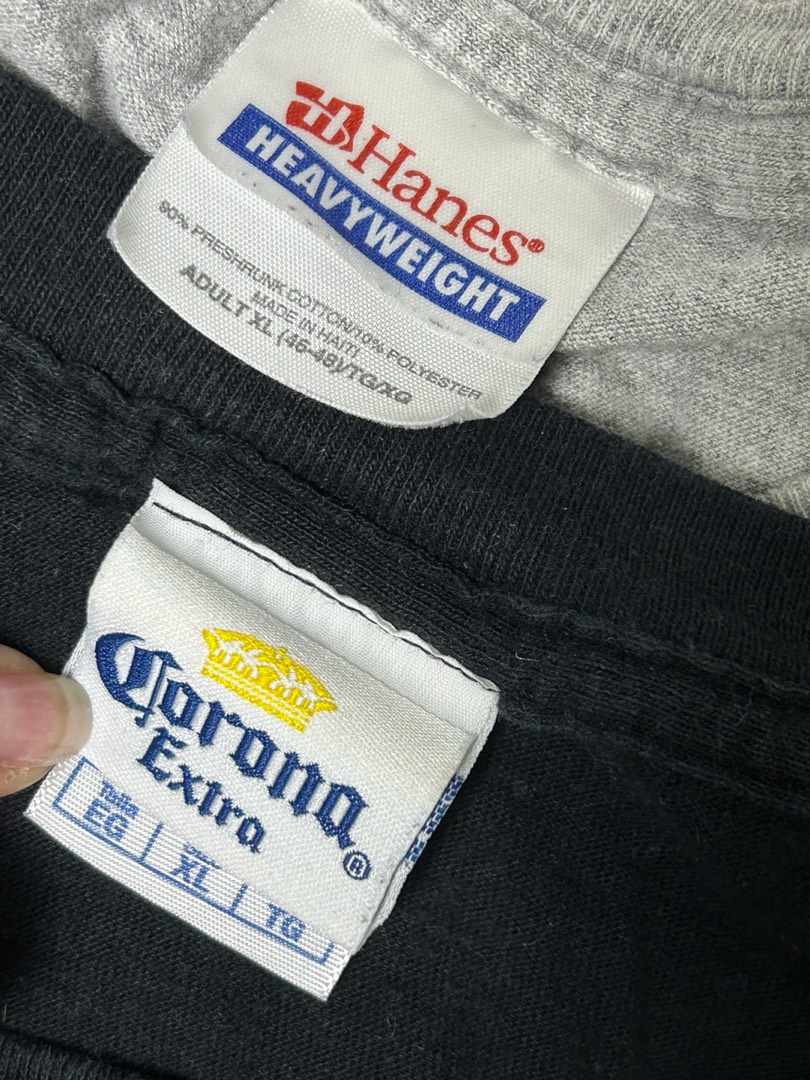 Hanes®
HEAVYWEIGHT
90% PRESHRUNK COTTON/10% POLYESTER
MADE IN HAITI
ADULT XL (46-48)/TG/XG
Corona
Extra
®
Talla
EG | XL | TG